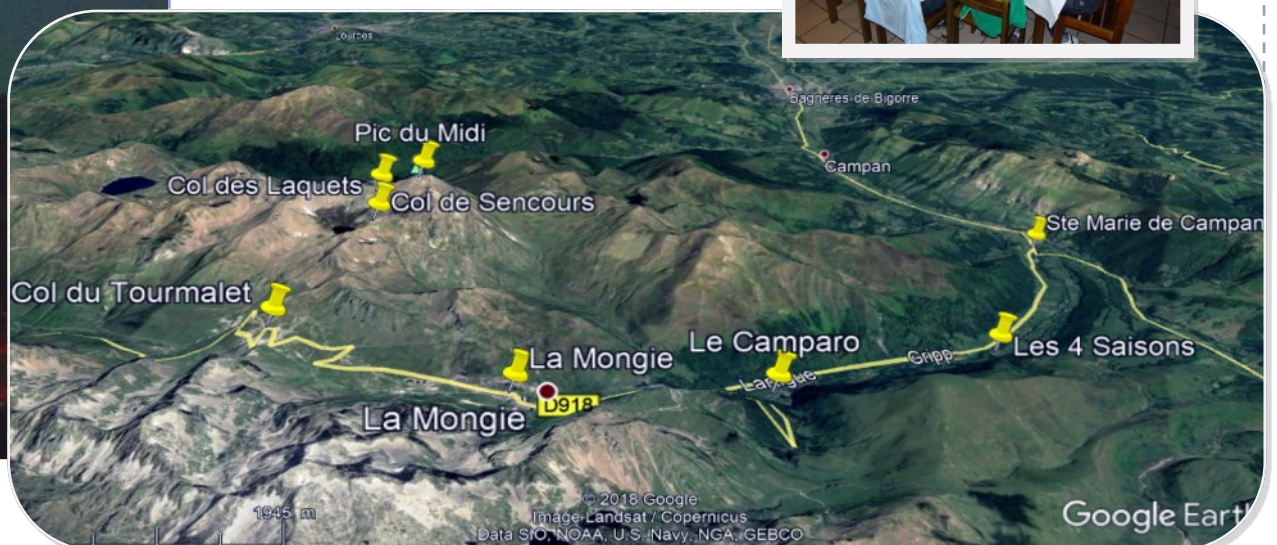 Lourdes
Bagnères-de-Bigorre
Pic du Midi
Campan
Col des Laquets
Col de Sencours
Ste Marie de Campan
Col du Tourmalet
La Mongie
Le Camparo
Gripp
Les 4 Saisons
Lartigue
D918
La Mongie
1945 m
© 2018 Google
Image Landsat / Copernicus
Data SIO, NOAA, U.S. Navy, NGA, GEBCO
Google Earth